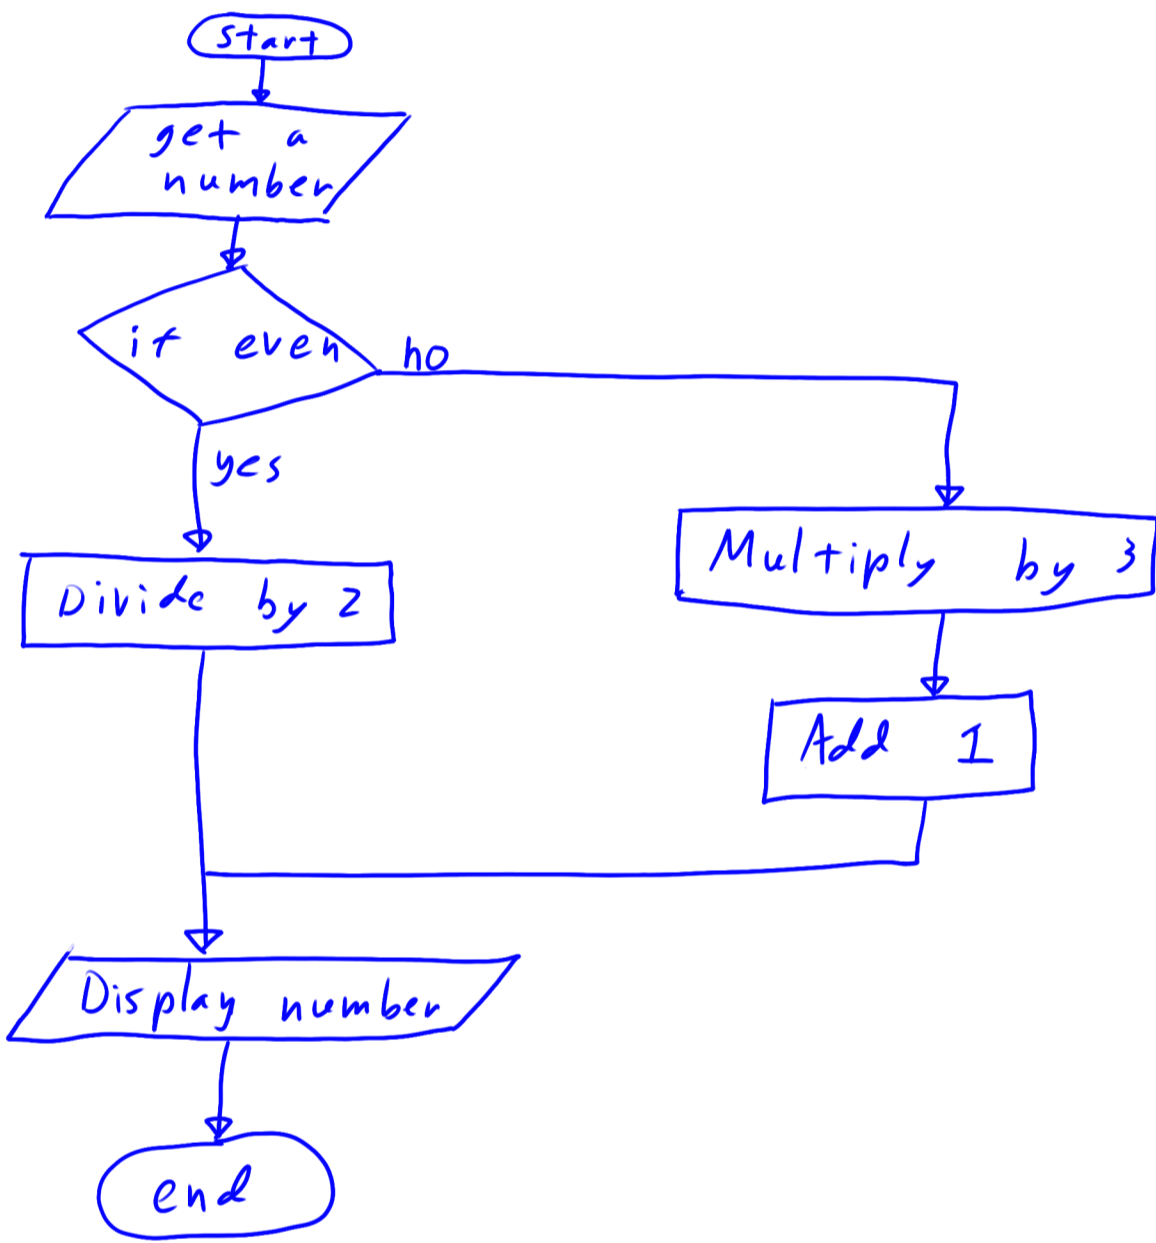 start
get a
number
if even
no
yes
Divide by 2
Multiply by 3
Add 1
Display number
end